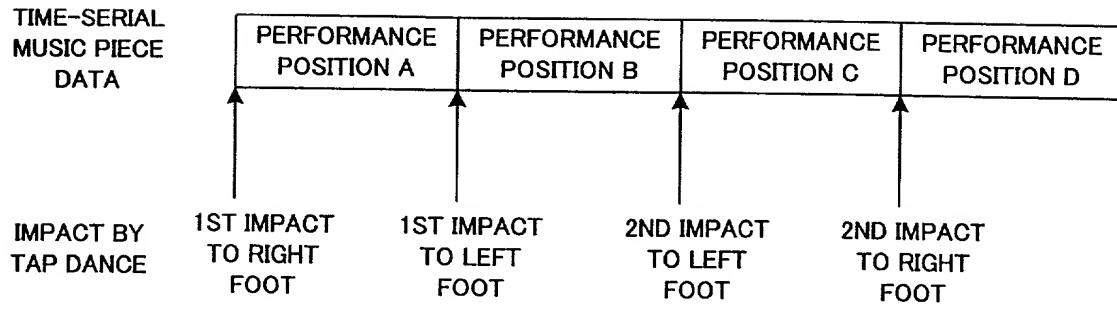 TIME-SERIAL
MUSIC PIECE
DATA
PERFORMANCE
POSITION A
PERFORMANCE
POSITION B
PERFORMANCE
POSITION C
PERFORMANCE
POSITION D
IMPACT BY
TAP DANCE
1ST IMPACT
TO RIGHT
FOOT
1ST IMPACT
TO LEFT
FOOT
2ND IMPACT
TO LEFT
FOOT
2ND IMPACT
TO RIGHT
FOOT